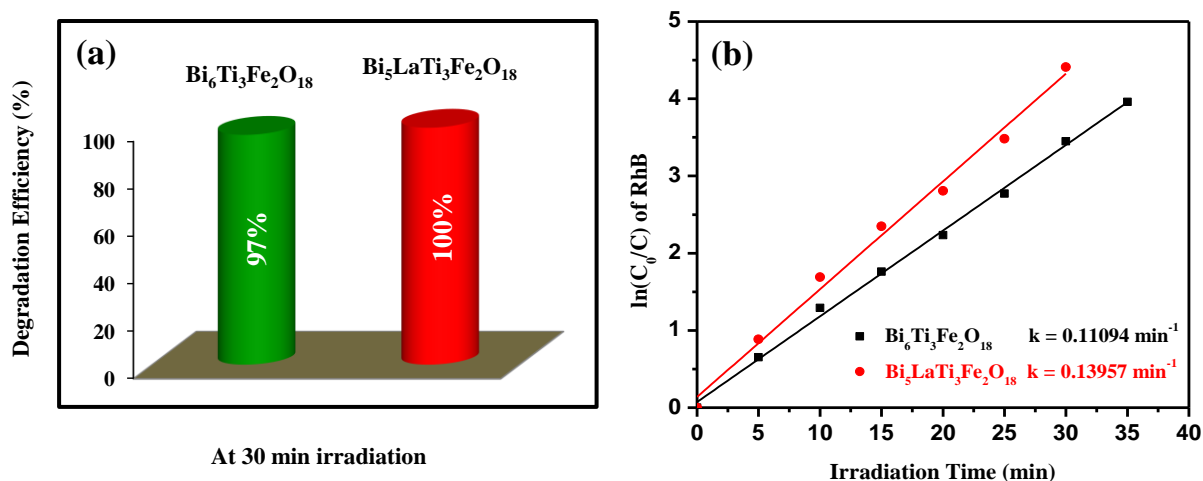 (a)
Bi₆Ti₃Fe₂O₁₈
Bi₅LaTi₃Fe₂O₁₈
Degradation Efficiency (%)
100
80
60
40
20
0
97%
100%
At 30 min irradiation
(b)
ln(C₀/C) of RhB
5
4
3
2
1
0
Bi₆Ti₃Fe₂O₁₈ k = 0.11094 min⁻¹
Bi₅LaTi₃Fe₂O₁₈ k = 0.13957 min⁻¹
0 5 10 15 20 25 30 35 40
Irradiation Time (min)